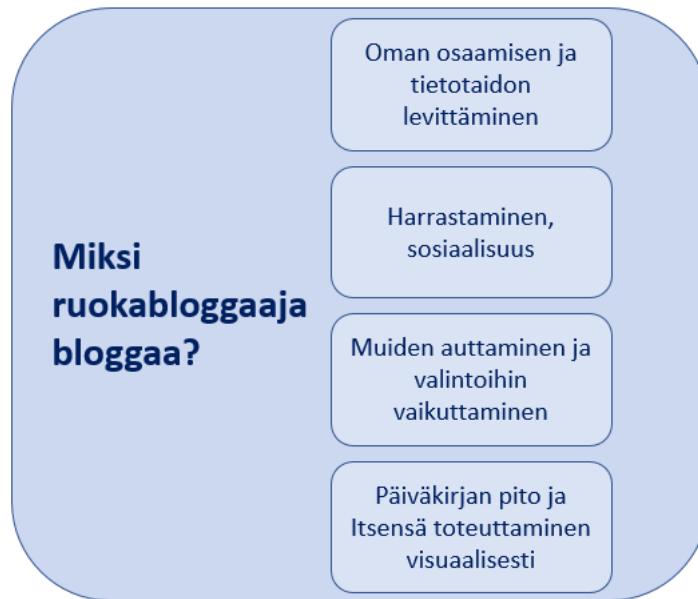 Miksi
ruokabloggaaja
bloggaa?
Oman osaamisen ja
tietotaidon
levittäminen
Harrastaminen,
sosiaalisuus
Muiden auttaminen ja
valintoihin
vaikuttaminen
Päiväkirjan pito ja
Itsensä toteuttaminen
visuaalisesti